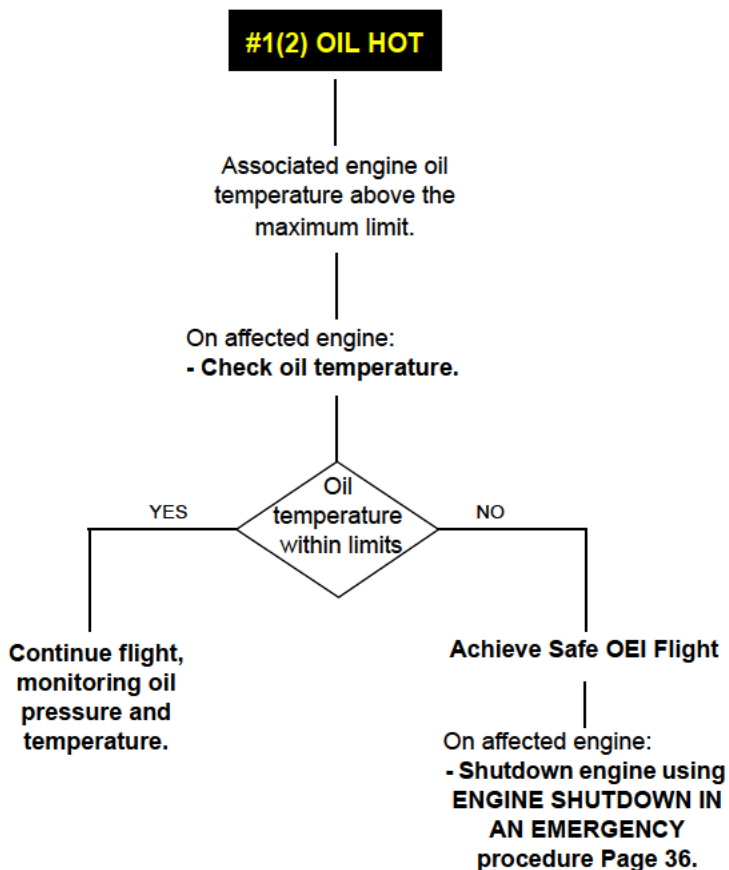 #1(2) OIL HOT
Associated engine oil
temperature above the
maximum limit.
On affected engine:
- Check oil temperature.
Oil
temperature
within limits
YES
NO
Continue flight,
monitoring oil
pressure and
temperature.
Achieve Safe OEI Flight
On affected engine:
- Shutdown engine using
ENGINE SHUTDOWN IN
AN EMERGENCY
procedure Page 36.